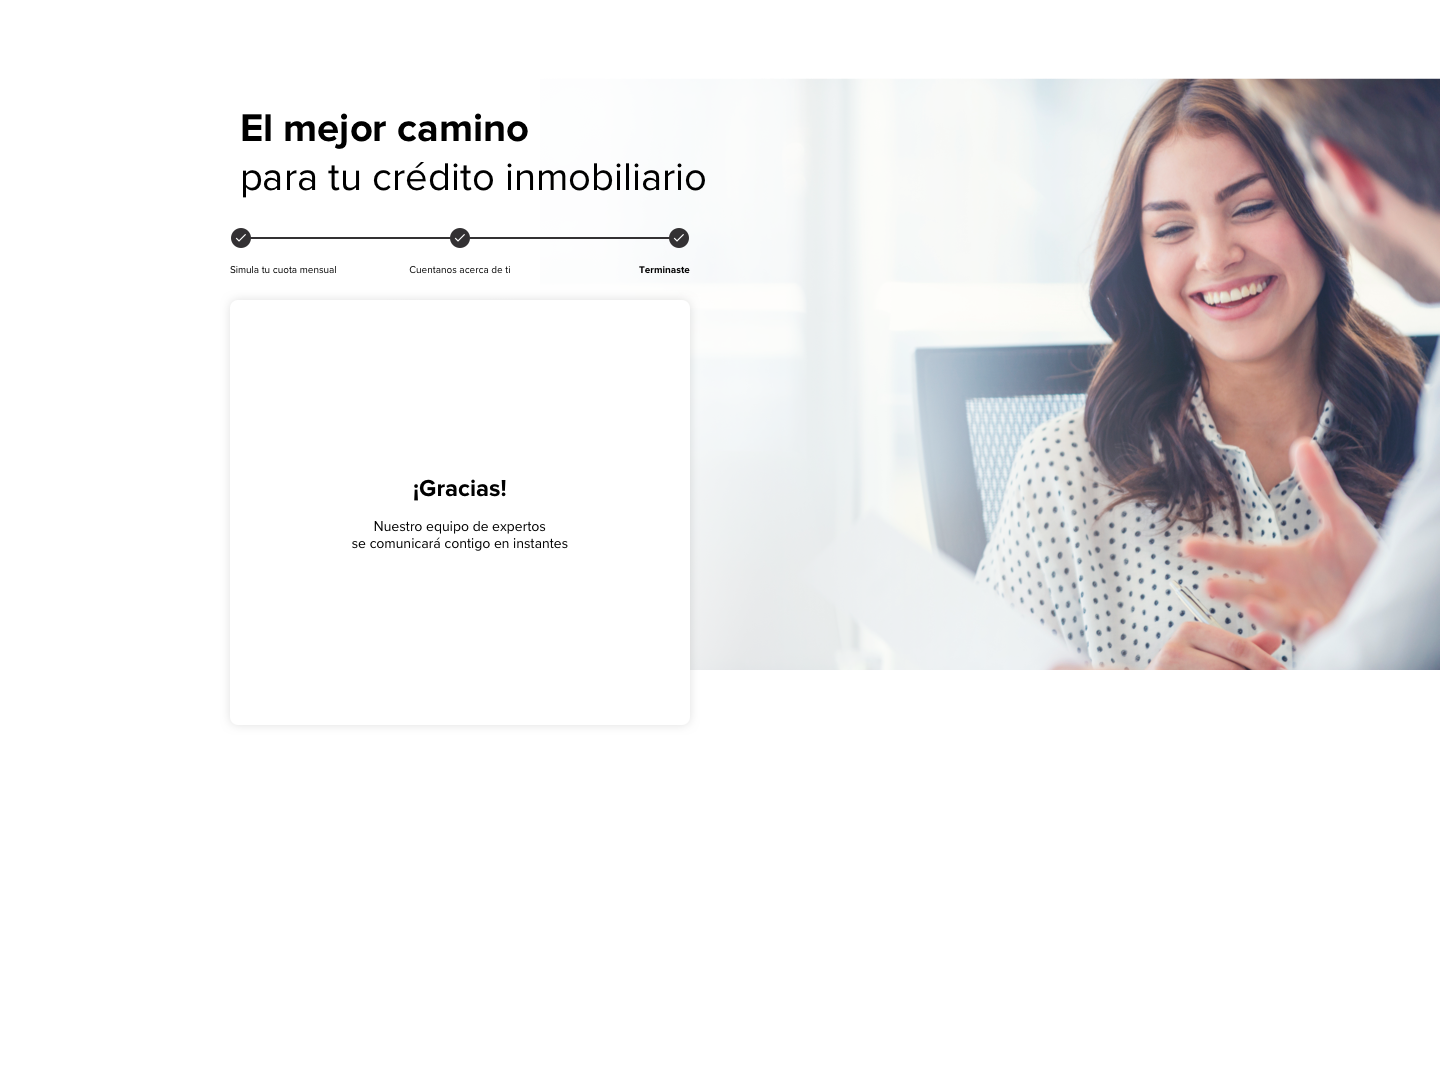 El mejor camino
para tu crédito inmobiliario
Simula tu cuota mensual
Cuentanos acerca de ti
Terminaste
¡Gracias!
Nuestro equipo de expertos
se comunicará contigo en instantes